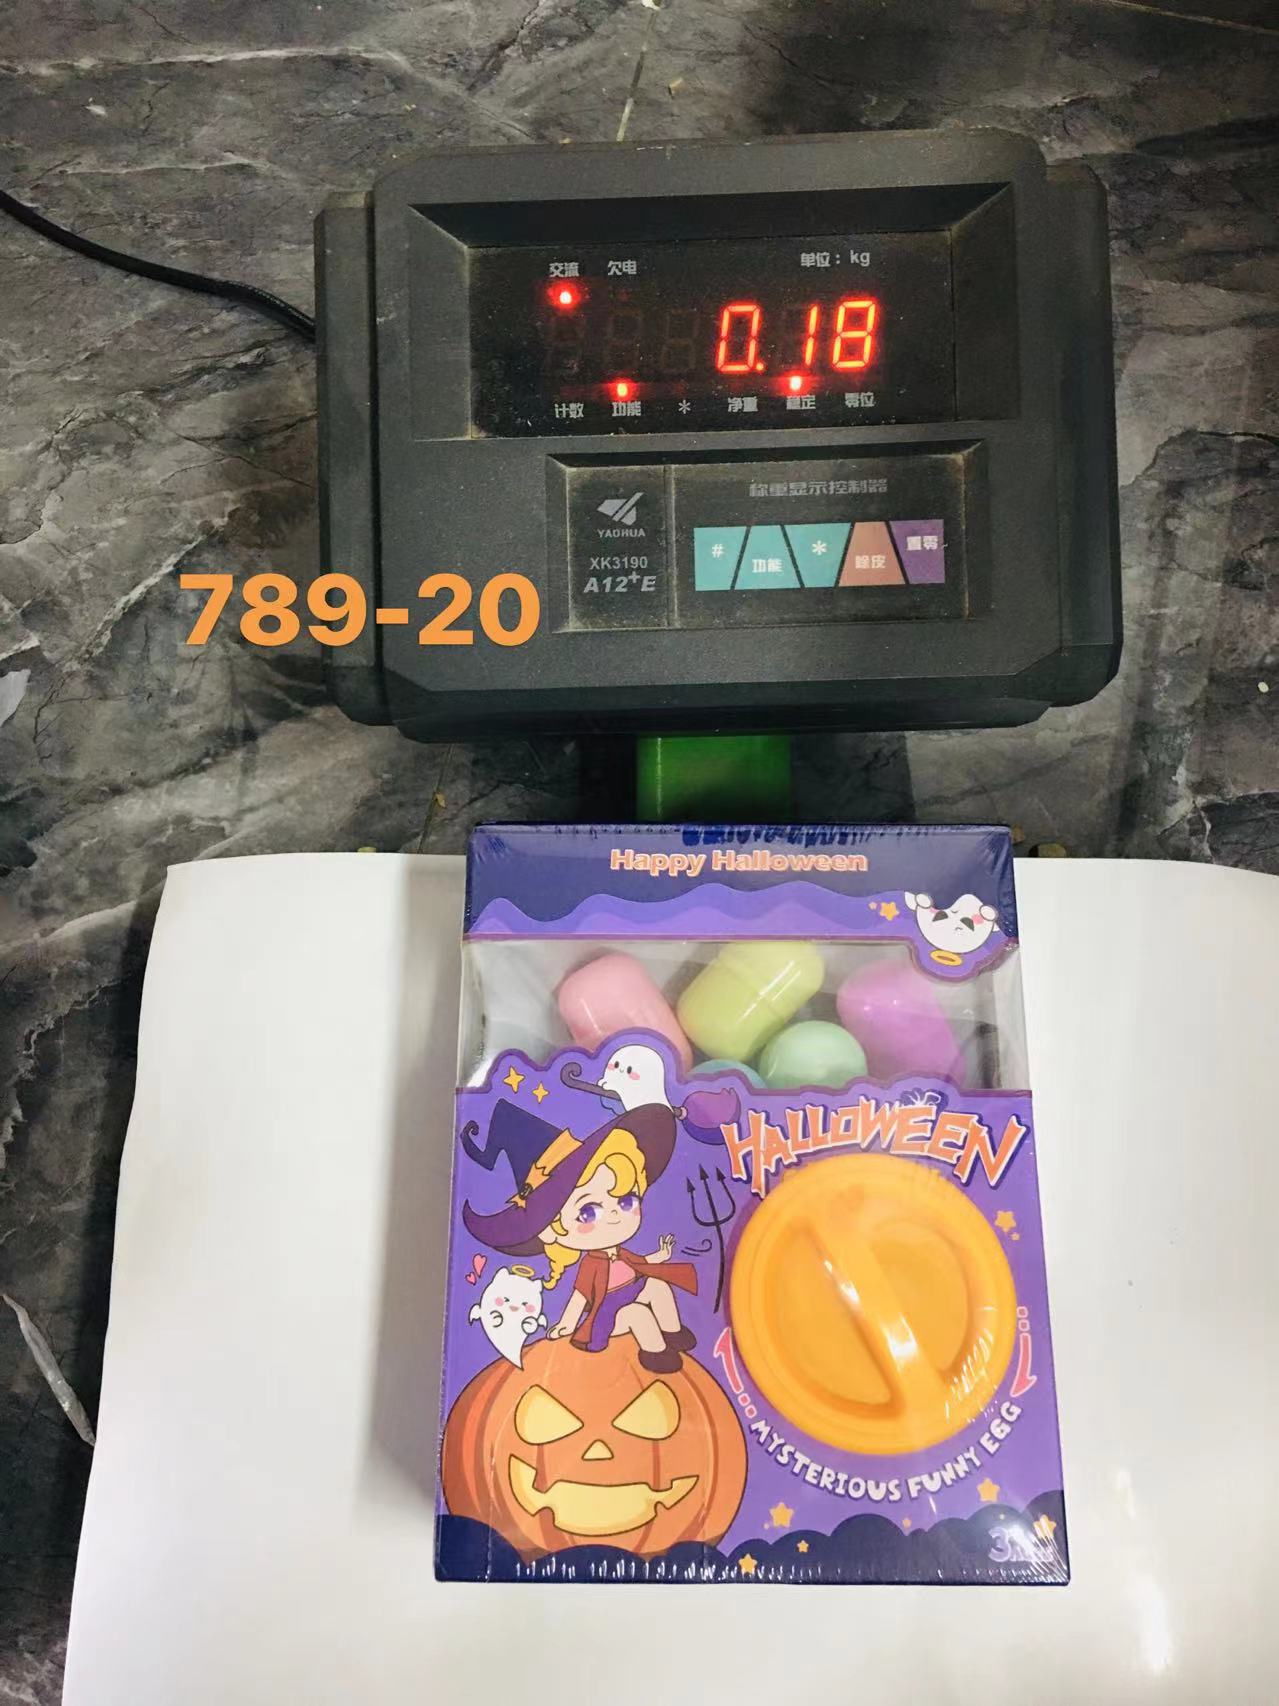 交流 欠电 单位：kg
0.18
计数 功能 * 净重 稳定 零位
称重显示控制器
YAOHUA
XK3190
A12+E
# 功能 * 除皮 置零
789-20
Happy Halloween
HALLOWEEN
MYSTERIOUS FUNNY EGG